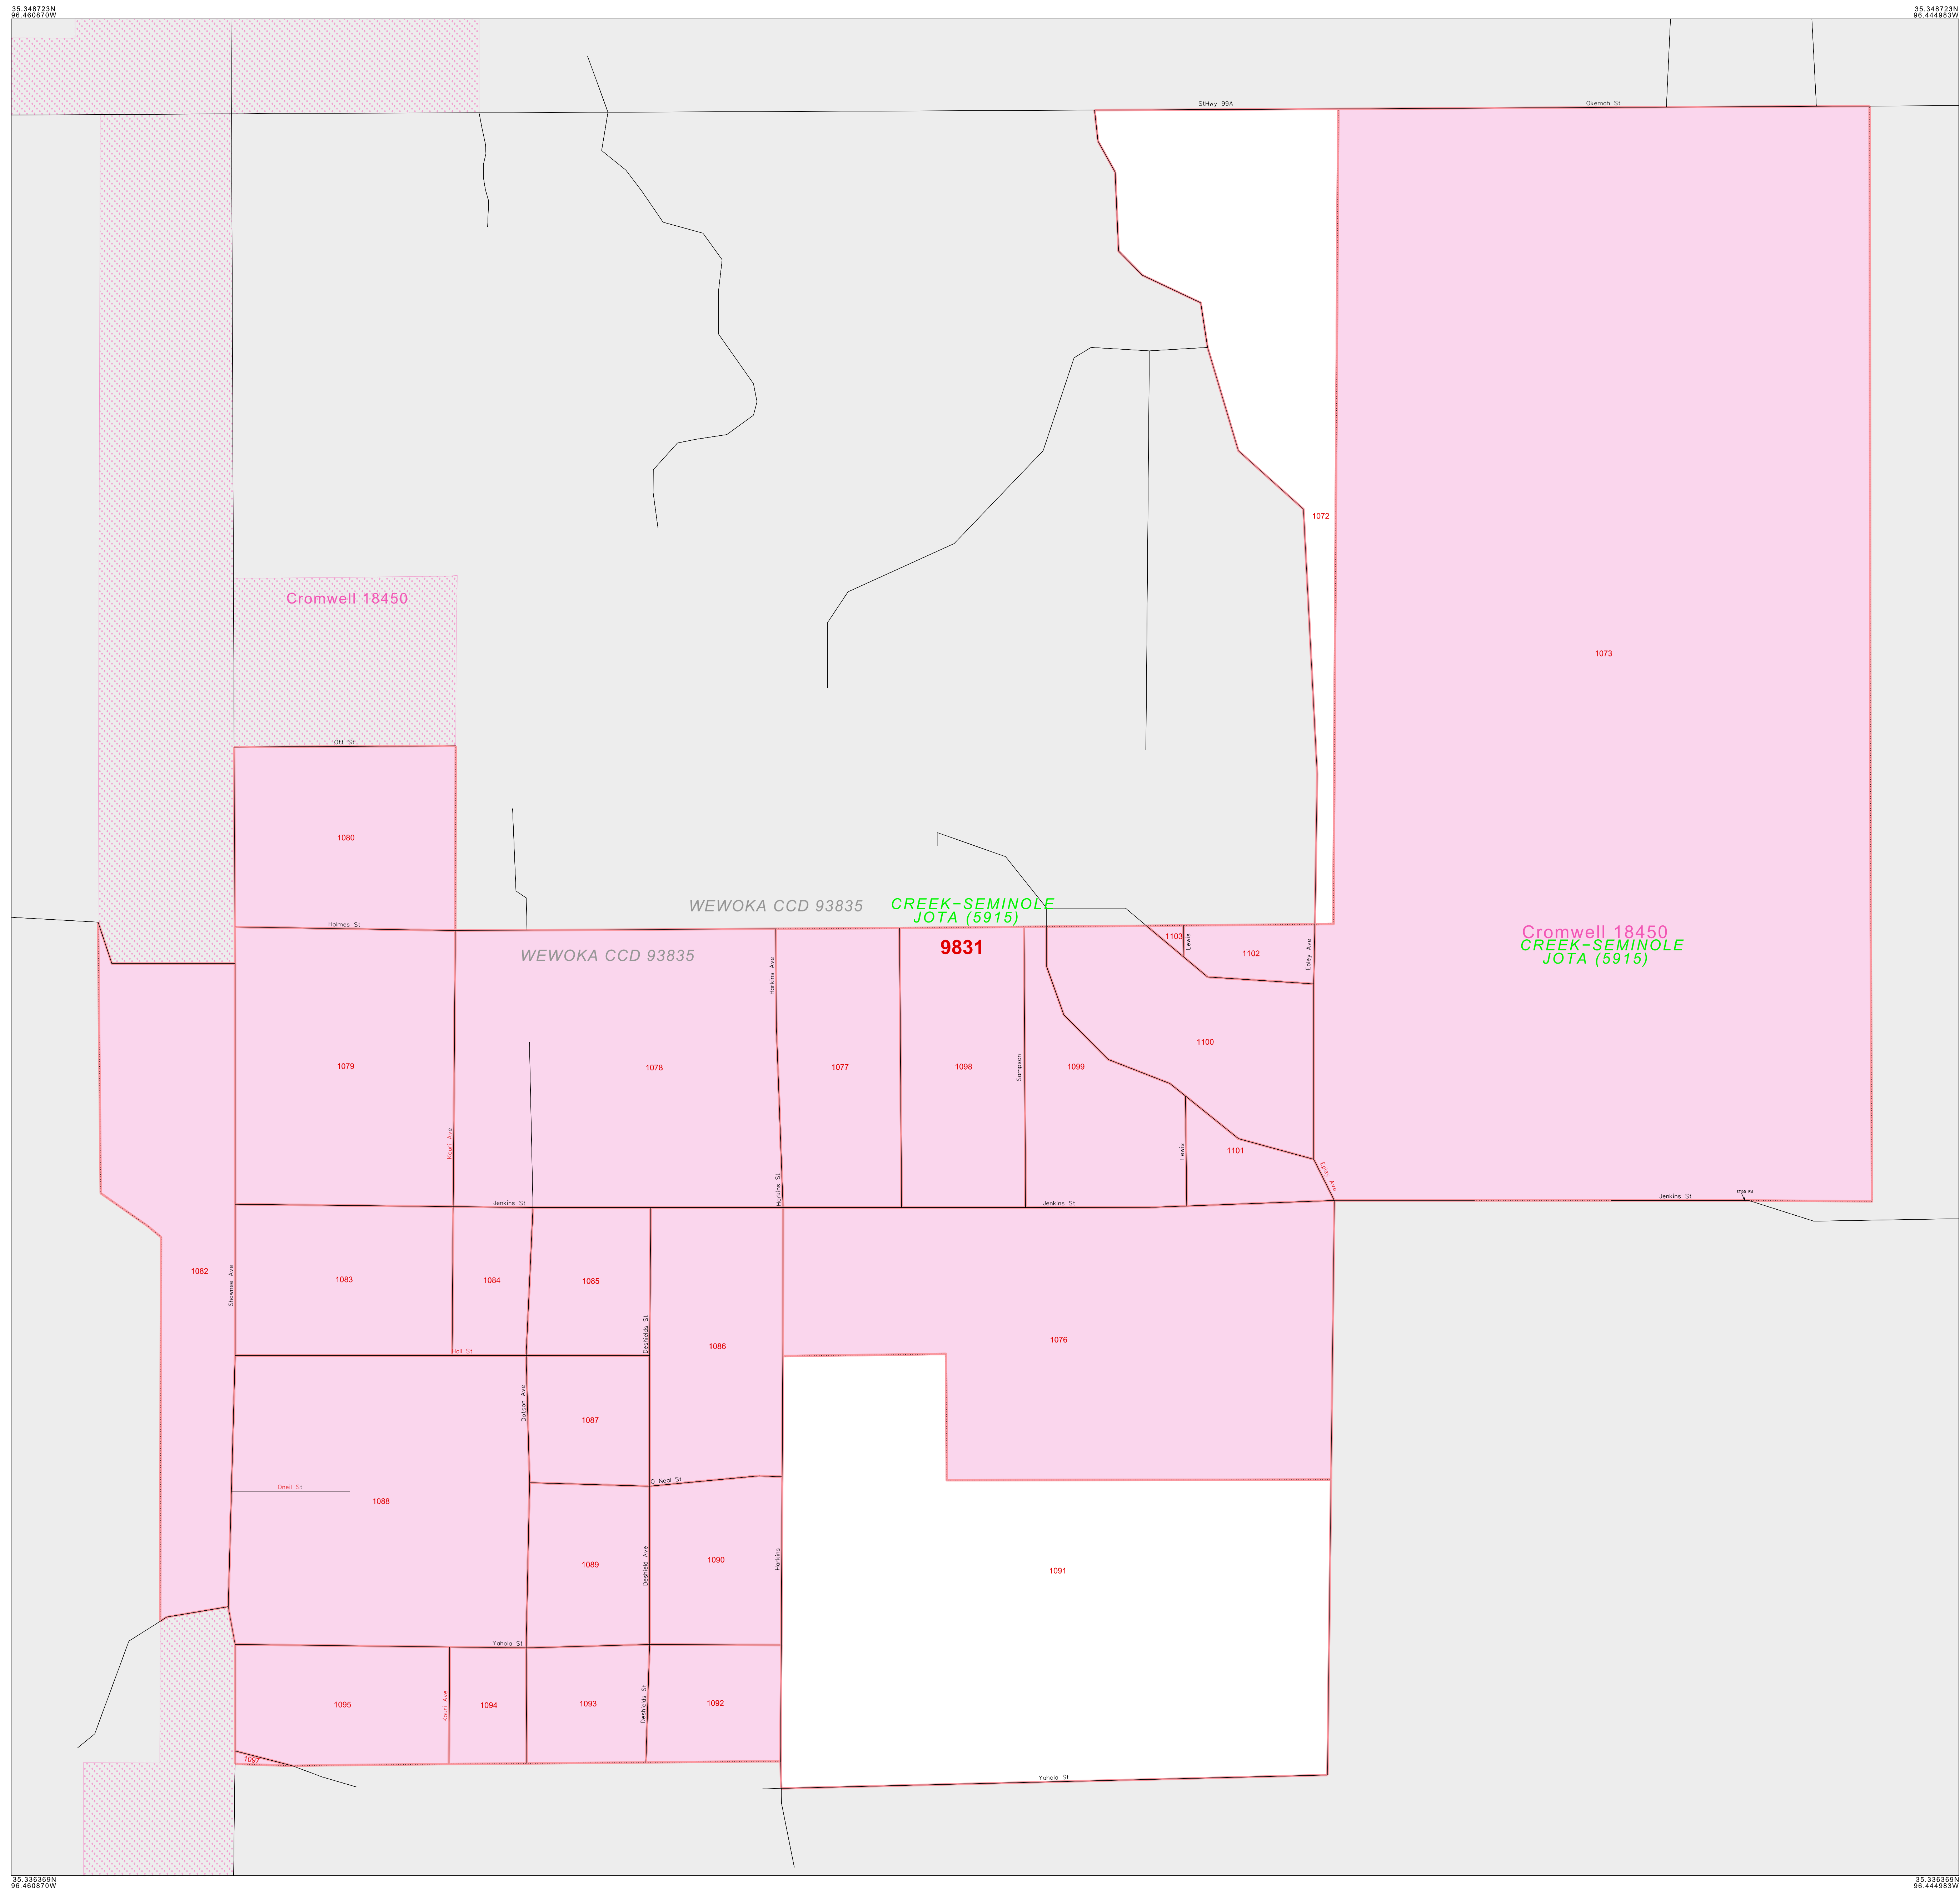 35.348723N
96.460870W
35.348723N
96.444983W
StHwy 99A
Okemah St
1072
Cromwell 18450
1073
Ott St
1080
WEWOKA CCD 93835
CREEK-SEMINOLE
JOTA (5915)
Holmes St
9831
WEWOKA CCD 93835
Harkins Ave
1103
Lewis
1102
Epley Ave
Cromwell 18450
CREEK-SEMINOLE
JOTA (5915)
1079
1078
1077
1098
Sampson
1099
1100
Kouri Ave
Lewis
1101
Epley Ave
Harkins St
Jenkins St
Jenkins St
Jenkins St
1082
Shawnee Ave
1083
1084
1085
Deshields St
1086
1076
Hall St
Dotson Ave
1087
O Neal St
Oneil St
1088
1089
Deshield Ave
1090
Harkins
1091
Yahola St
1095
Kouri Ave
1094
1093
Deshields St
1092
1097
Yahola St
35.336369N
96.460870W
35.336369N
96.444983W